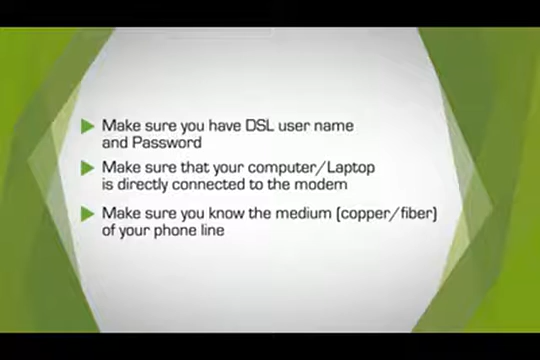 Make sure you have DSL user name
and Password
Make sure that your computer/Laptop
is directly connected to the modem
Make sure you know the medium (copper/fiber)
of your phone line